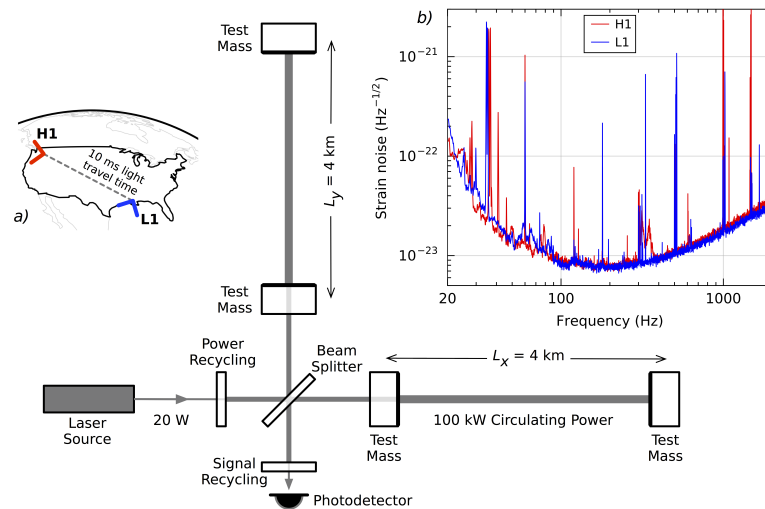 Test
Mass
b)
H1
L1
10⁻²¹
10⁻²²
10⁻²³
Strain noise (Hz⁻¹/²)
20
100
1000
Frequency (Hz)
H1
10 ms light
travel time
L1
a)
L_y = 4 km
Test
Mass
Power
Recycling
Beam
Splitter
L_x = 4 km
Laser
Source
20 W
100 kW Circulating Power
Test
Mass
Test
Mass
Signal
Recycling
Photodetector